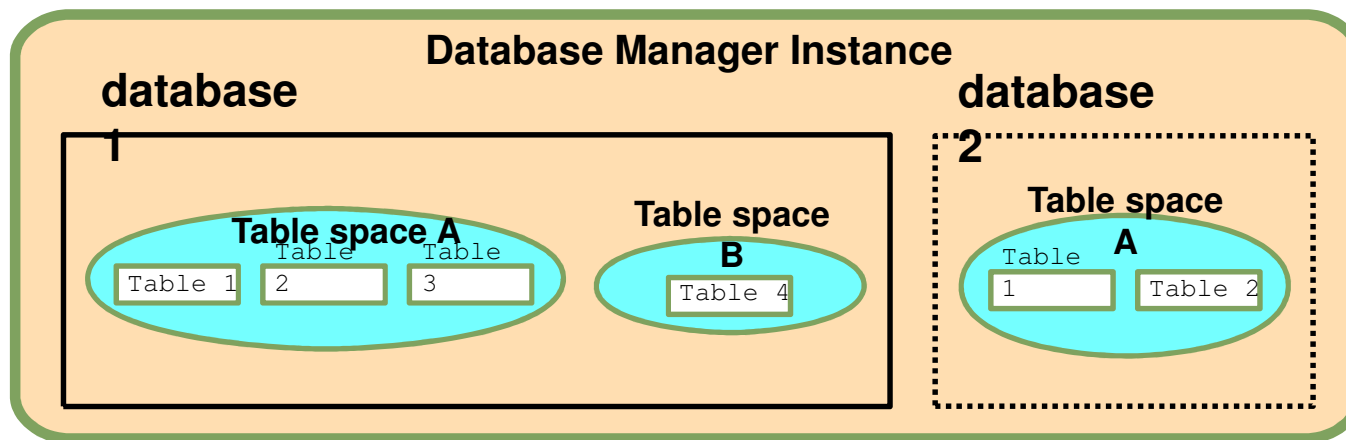 Database Manager Instance
database
1
database
2
Table space A
Table 1
Table
2
Table
3
Table space
B
Table 4
Table space
A
Table
1
Table 2